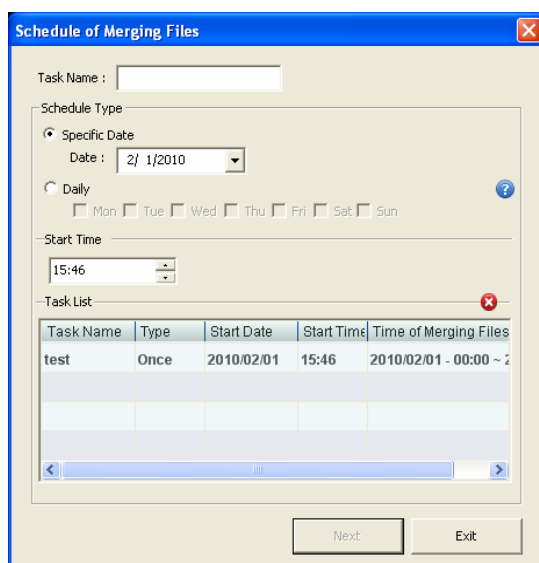 Schedule of Merging Files
Task Name :
Schedule Type
Specific Date
Date : 2/ 1/2010
Daily
Mon Tue Wed Thu Fri Sat Sun
Start Time
15:46
Task List
Task Name Type Start Date Start Time Time of Merging Files
test Once 2010/02/01 15:46 2010/02/01 - 00:00 ~ 2
Next Exit